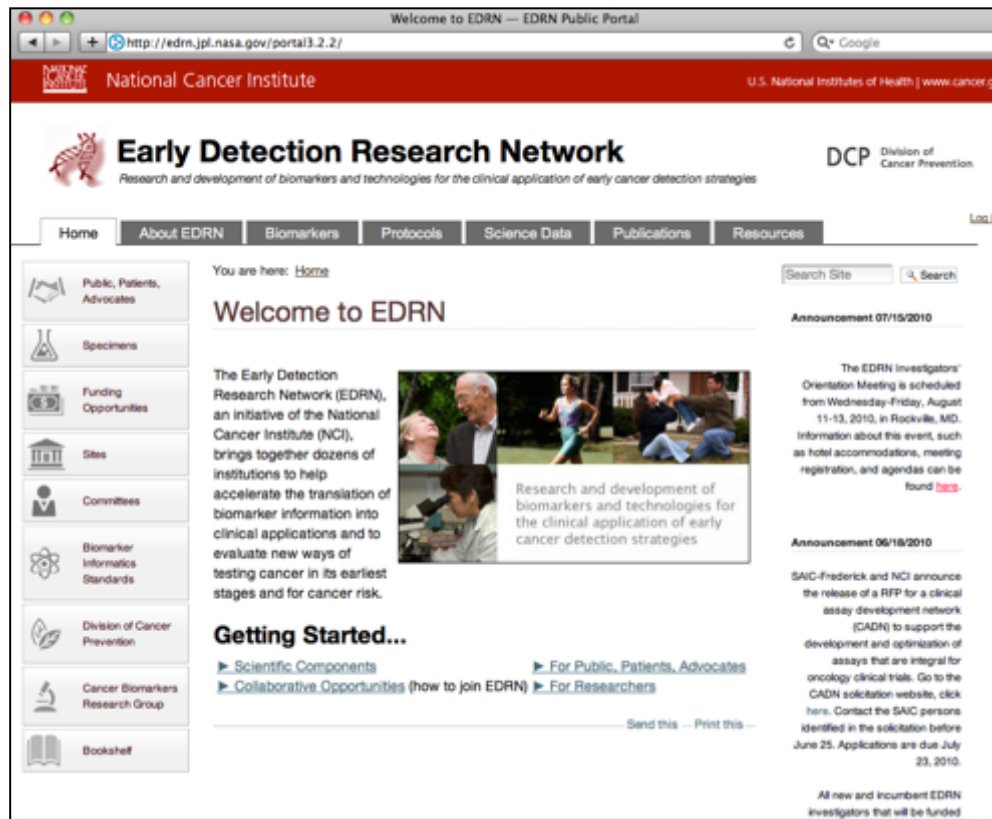 Welcome to EDRN — EDRN Public Portal
http://edrn.jpl.nasa.gov/portal3.2.2/
Google
NATIONAL CANCER INSTITUTE
National Cancer Institute
U.S. National Institutes of Health | www.cancer.g
Early Detection Research Network
Research and development of biomarkers and technologies for the clinical application of early cancer detection strategies
DCP
Division of
Cancer Prevention
Log
Home
About EDRN
Biomarkers
Protocols
Science Data
Publications
Resources
Public, Patients,
Advocates
Specimens
Funding
Opportunities
Sites
Committees
Biomarker
Informatics
Standards
Division of Cancer
Prevention
Cancer Biomarkers
Research Group
Bookshelf
You are here: Home
Welcome to EDRN
The Early Detection
Research Network (EDRN),
an initiative of the National
Cancer Institute (NCI),
brings together dozens of
institutions to help
accelerate the translation of
biomarker information into
clinical applications and to
evaluate new ways of
testing cancer in its earliest
stages and for cancer risk.
Research and development of
biomarkers and technologies for
the clinical application of early
cancer detection strategies
Getting Started...
▶ Scientific Components
▶ For Public, Patients, Advocates
▶ Collaborative Opportunities (how to join EDRN)
▶ For Researchers
Send this — Print this —
Search Site
Search
Announcement 07/15/2010
The EDRN Investigators'
Orientation Meeting is scheduled
from Wednesday-Friday, August
11-13, 2010, in Rockville, MD.
Information about this event, such
as hotel accommodations, meeting
registration, and agendas can be
found here.
Announcement 06/18/2010
SAIC-Frederick and NCI announce
the release of a RFP for a clinical
assay development network
(CADN) to support the
development and optimization of
assays that are integral for
oncology clinical trials. Go to the
CADN solicitation website, click
here. Contact the SAIC persons
identified in the solicitation before
June 25. Applications are due July
23, 2010.
All new and incumbent EDRN
investigators that will be funded